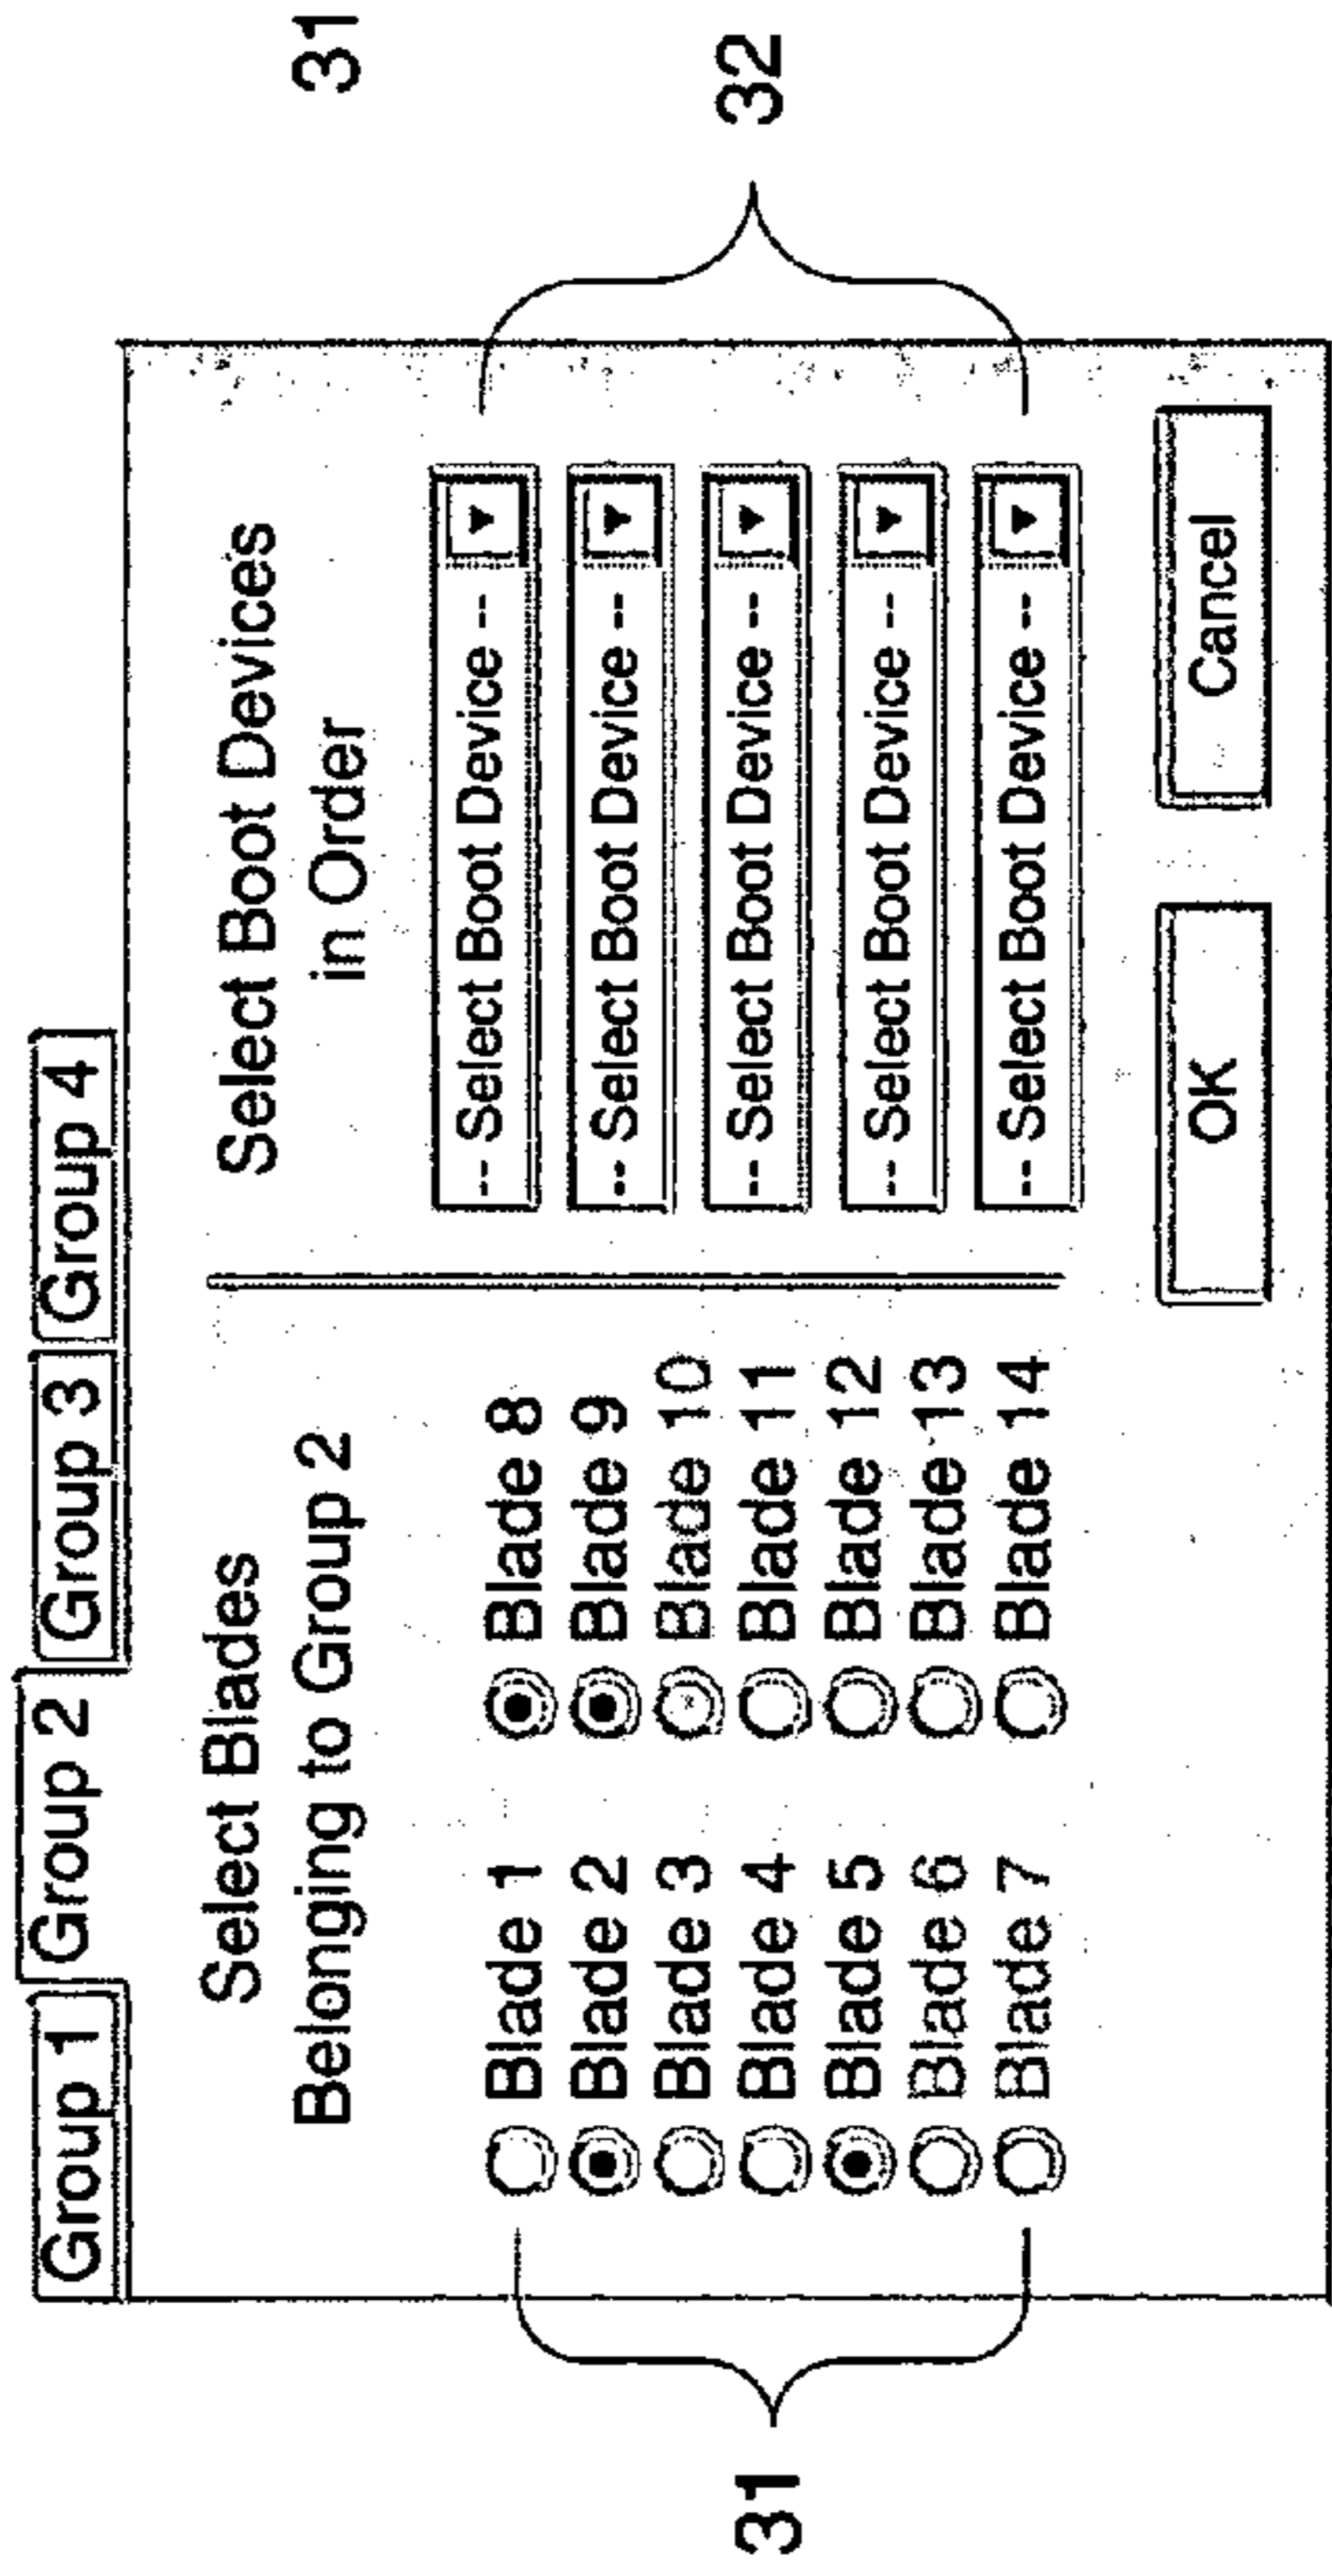 Group 1 Group 2 Group 3 Group 4
Select Blades
Belonging to Group 2
Blade 1 Blade 8
Blade 2 Blade 9
Blade 3 Blade 10
Blade 4 Blade 11
Blade 5 Blade 12
Blade 6 Blade 13
Blade 7 Blade 14
Select Boot Devices
in Order
-- Select Boot Device --
-- Select Boot Device --
-- Select Boot Device --
-- Select Boot Device --
-- Select Boot Device --
OK Cancel
31
32
31